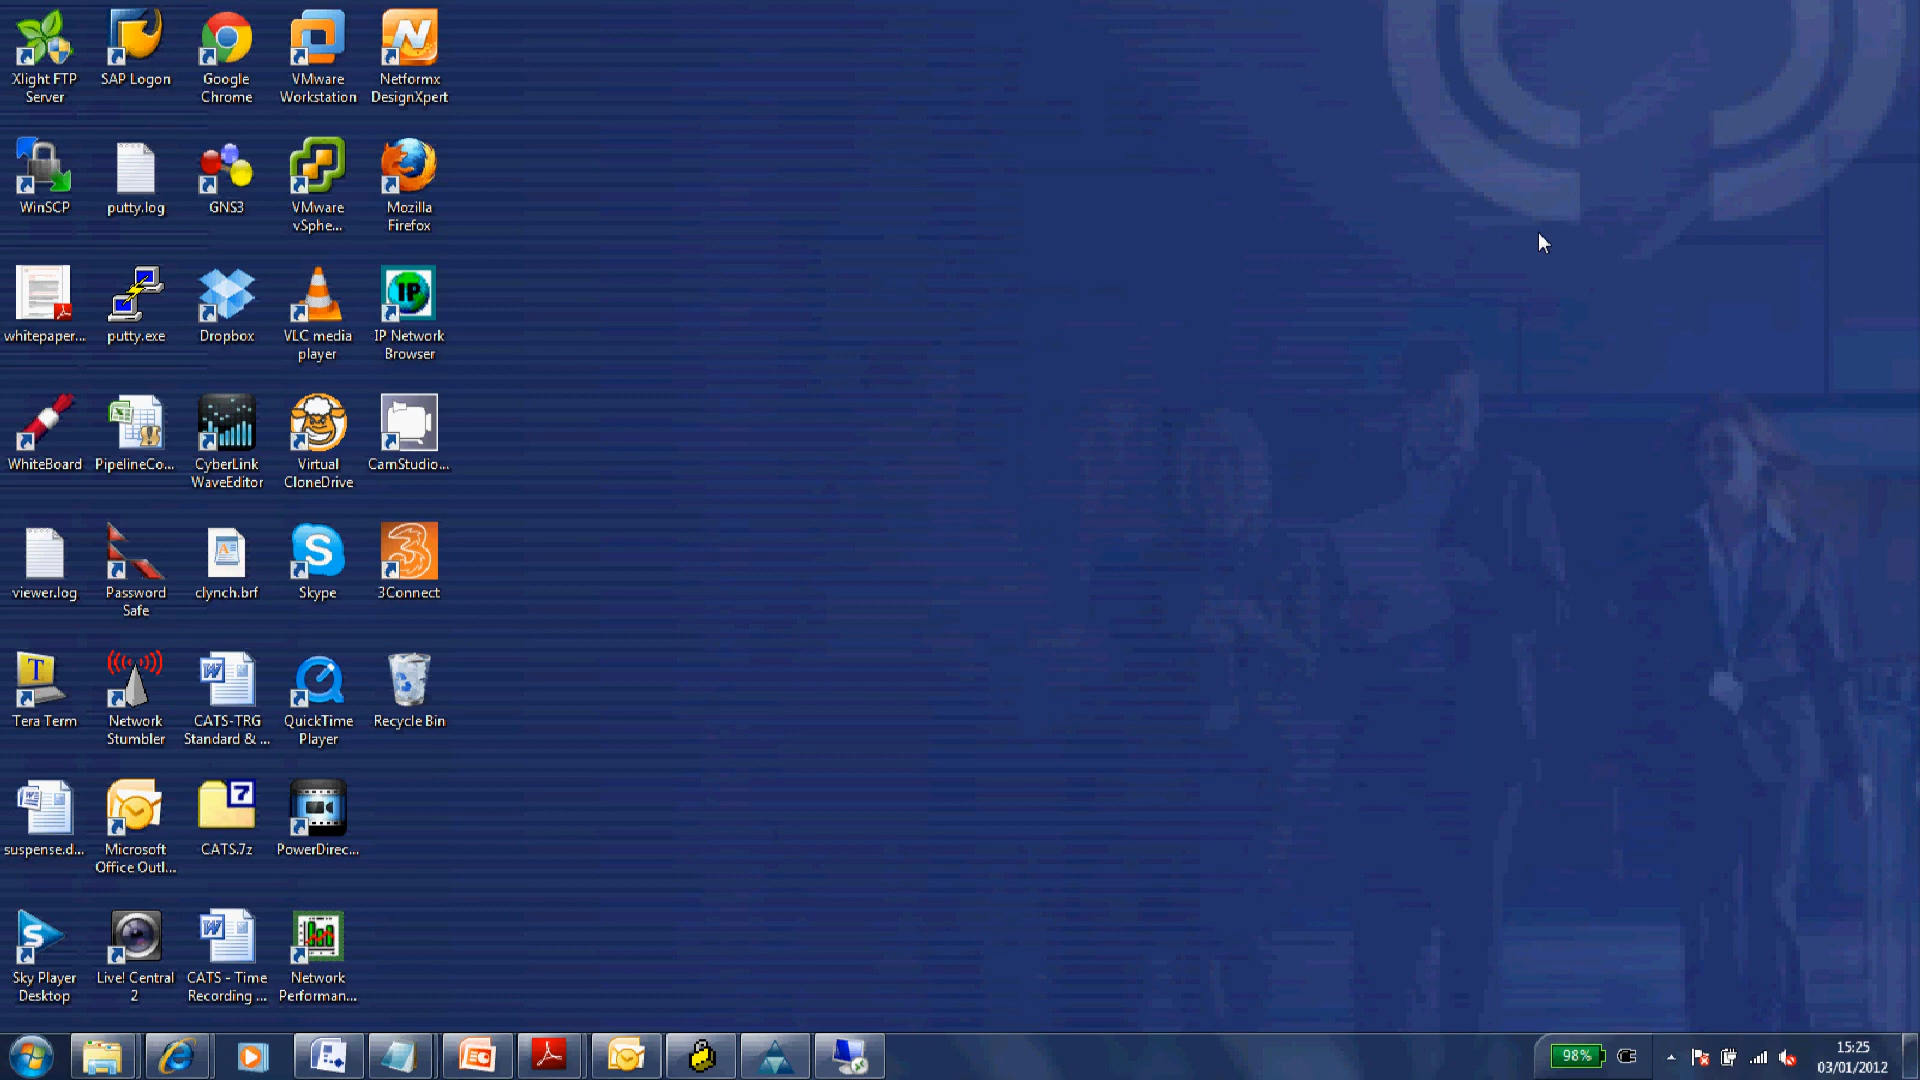 Xlight FTP
Server
SAP Logon
Google
Chrome
VMware
Workstation
Netformx
DesignXpert
WinSCP
putty.log
GNS3
VMware
vSphe...
Mozilla
Firefox
whitepaper...
putty.exe
Dropbox
VLC media
player
IP
IP Network
Browser
WhiteBoard
PipelineCo...
CyberLink
WaveEditor
Virtual
CloneDrive
CamStudio...
viewer.log
Password
Safe
clynch.brf
Skype
3Connect
Tera Term
Network
Stumbler
CATS-TRG
Standard & ...
QuickTime
Player
Recycle Bin
suspense.d...
Microsoft
Office Outl...
CATS.7z
PowerDirec...
Sky Player
Desktop
Live! Central
2
CATS - Time
Recording ...
Network
Performan...
98%
15:25
03/01/2012